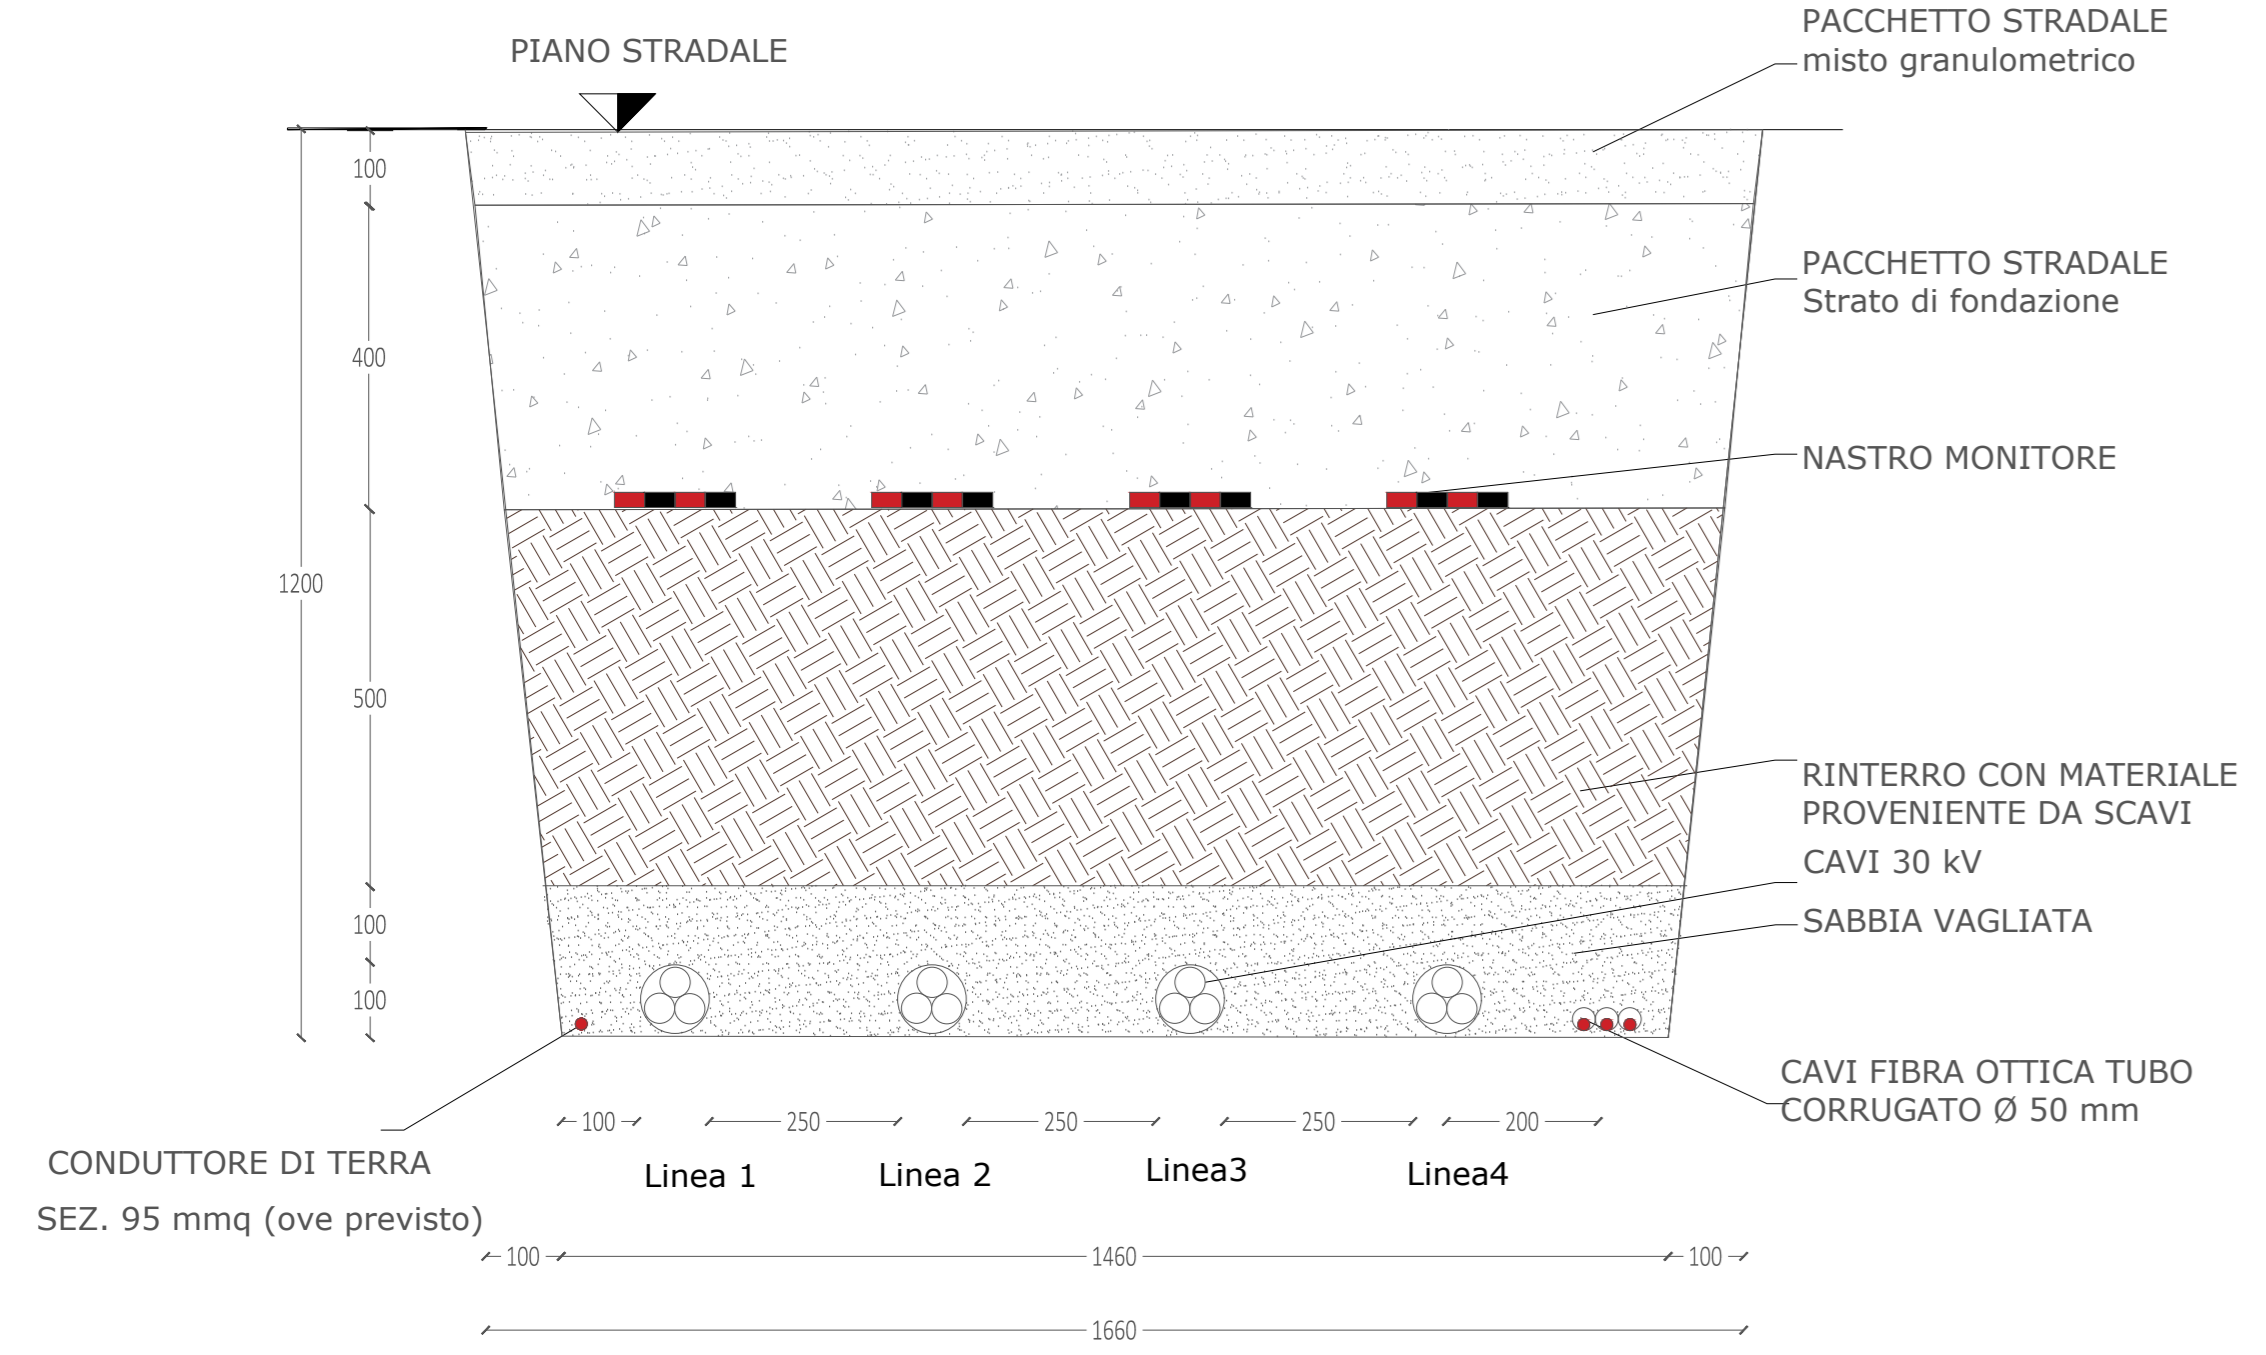 PIANO STRADALE
PACCHETTO STRADALE
misto granulometrico
100
PACCHETTO STRADALE
Strato di fondazione
400
NASTRO MONITORE
1200
500
RINTERRO CON MATERIALE
PROVENIENTE DA SCAVI
CAVI 30 kV
100
SABBIA VAGLIATA
100
CAVI FIBRA OTTICA TUBO
CORRUGATO Ø 50 mm
100 250 250 250 200
CONDUTTORE DI TERRA
SEZ. 95 mmq (ove previsto)
Linea 1 Linea 2 Linea3 Linea4
100 1460 100
1660